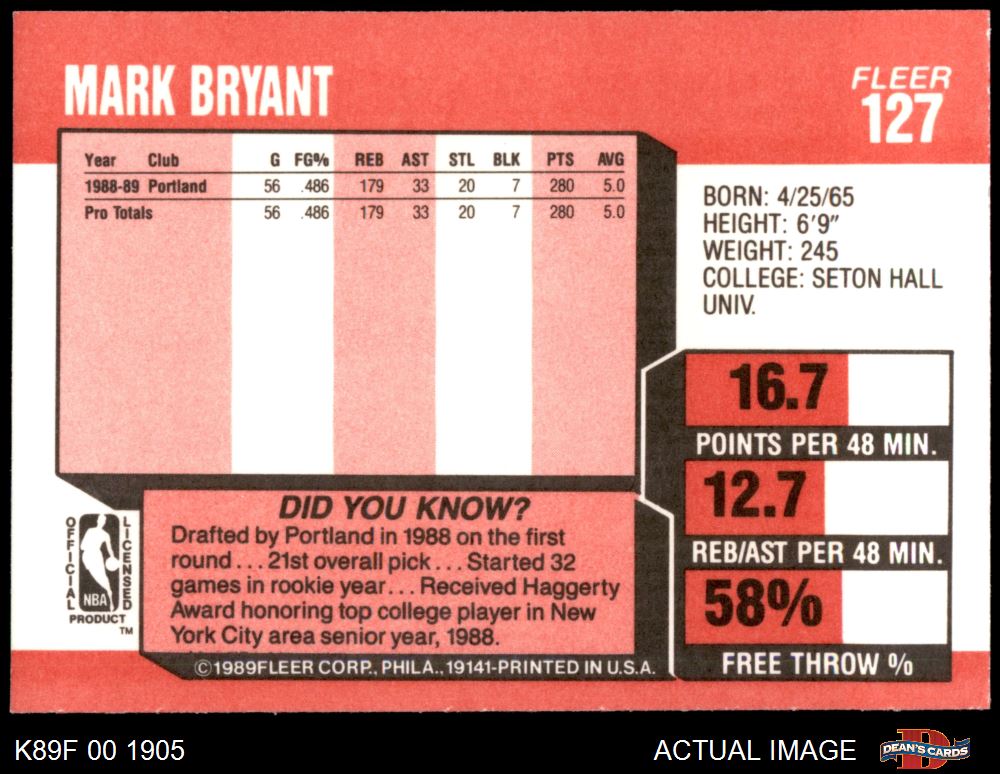 MARK BRYANT
FLEER
127
Year Club G FG% REB AST STL BLK PTS AVG
1988-89 Portland 56 .486 179 33 20 7 280 5.0
Pro Totals 56 .486 179 33 20 7 280 5.0
BORN: 4/25/65
HEIGHT: 6'9"
WEIGHT: 245
COLLEGE: SETON HALL
UNIV.
16.7
POINTS PER 48 MIN.
12.7
REB/AST PER 48 MIN.
58%
FREE THROW %
DID YOU KNOW?
Drafted by Portland in 1988 on the first
round...21st overall pick...Started 32
games in rookie year...Received Haggerty
Award honoring top college player in New
York City area senior year, 1988.
OFFICIAL
LICENSED
NBA
PRODUCT
TM
©1989FLEER CORP., PHILA., 19141-PRINTED IN U.S.A.
K89F 00 1905
ACTUAL IMAGE
D
DEAN'S CARDS